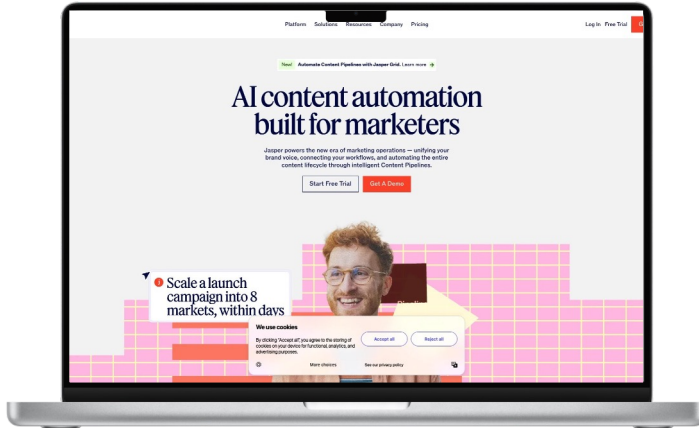 Platform Solutions Resources Company Pricing
Log In Free Trial
New! Automate Content Pipelines with Jasper Grid. Learn more →
AI content automation
built for marketers
Jasper powers the new era of marketing operations — unifying your
brand voice, connecting your workflows, and automating the entire
content lifecycle through intelligent Content Pipelines.
Start Free Trial Get A Demo
Scale a launch
campaign into 8
markets, within days
We use cookies
By clicking "Accept all", you agree to the storing of
cookies on your device for functional, analytics, and
advertising purposes.
Accept all Reject all
More choices See our privacy policy